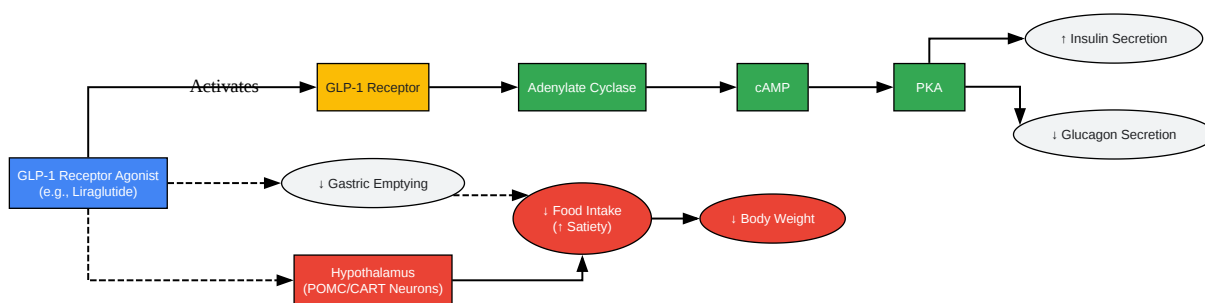 ↑ Insulin Secretion
Activates
GLP-1 Receptor
Adenylate Cyclase
cAMP
PKA
↓ Glucagon Secretion
GLP-1 Receptor Agonist
(e.g., Liraglutide)
↓ Gastric Emptying
↓ Food Intake
(↑ Satiety)
↓ Body Weight
Hypothalamus
(POMC/CART Neurons)